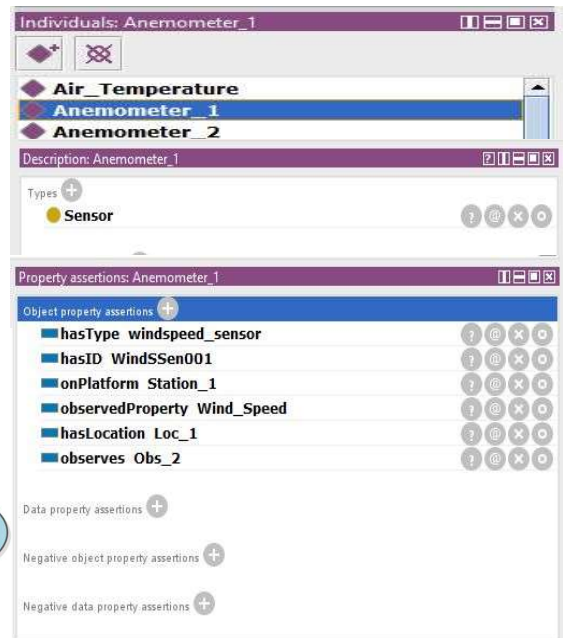 Individuals: Anemometer_1
Air_Temperature
Anemometer_1
Anemometer_2
Description: Anemometer_1
Types
Sensor
Property assertions: Anemometer_1
Object property assertions
hasType windspeed_sensor
hasID WindSSen001
onPlatform Station_1
observedProperty Wind_Speed
hasLocation Loc_1
observes Obs_2
Data property assertions
Negative object property assertions
Negative data property assertions